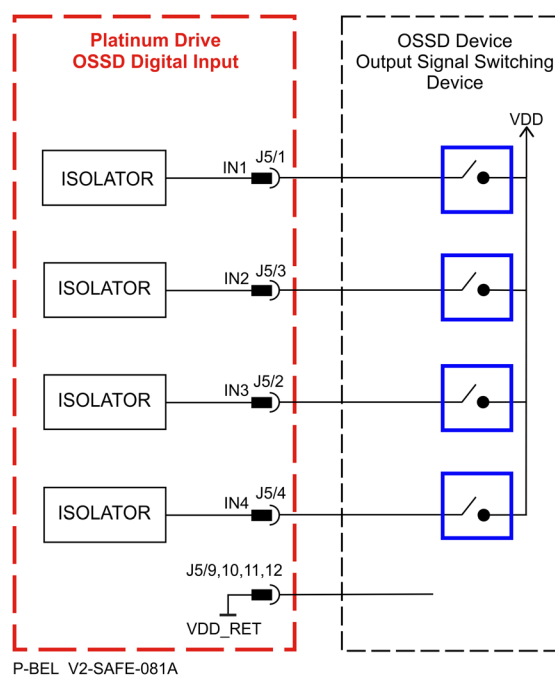 Platinum Drive
OSSD Digital Input
OSSD Device
Output Signal Switching
Device
VDD
ISOLATOR
IN1
J5/1
ISOLATOR
IN2
J5/3
ISOLATOR
IN3
J5/2
ISOLATOR
IN4
J5/4
J5/9,10,11,12
VDD_RET
P-BEL V2-SAFE-081A